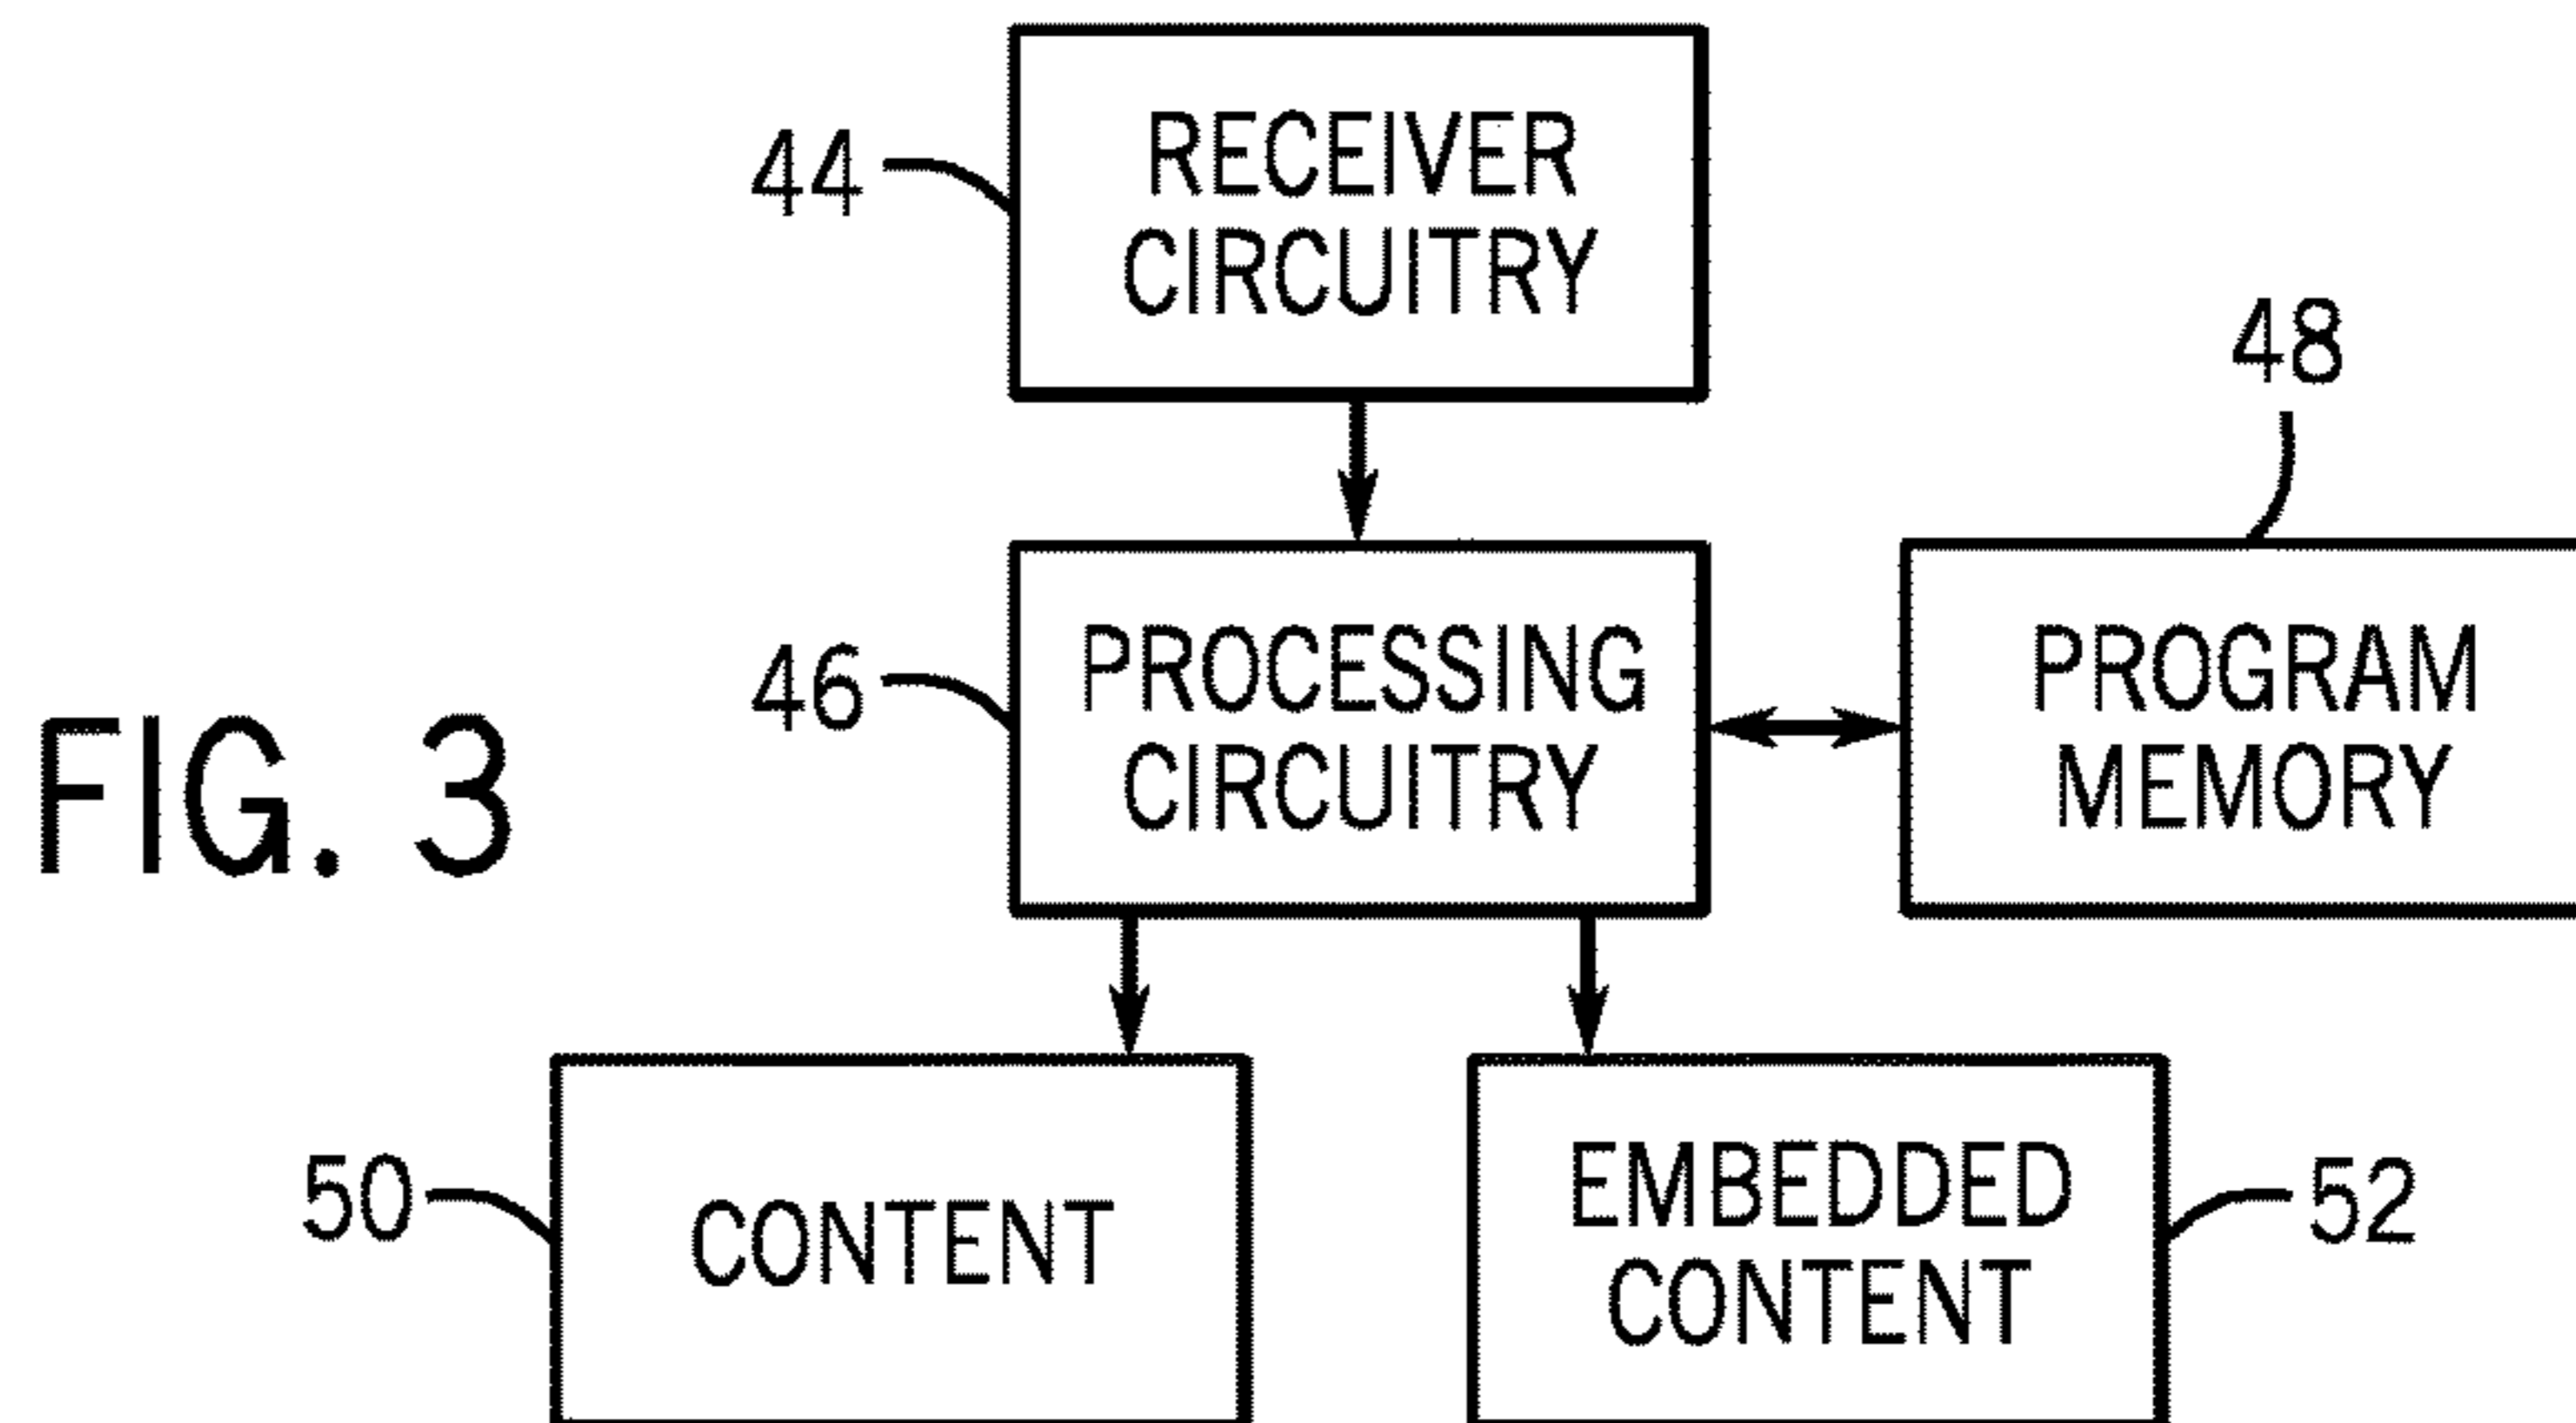 44
RECEIVER
CIRCUITRY
48
46
PROCESSING
CIRCUITRY
PROGRAM
MEMORY
FIG. 3
50
CONTENT
EMBEDDED
CONTENT
52